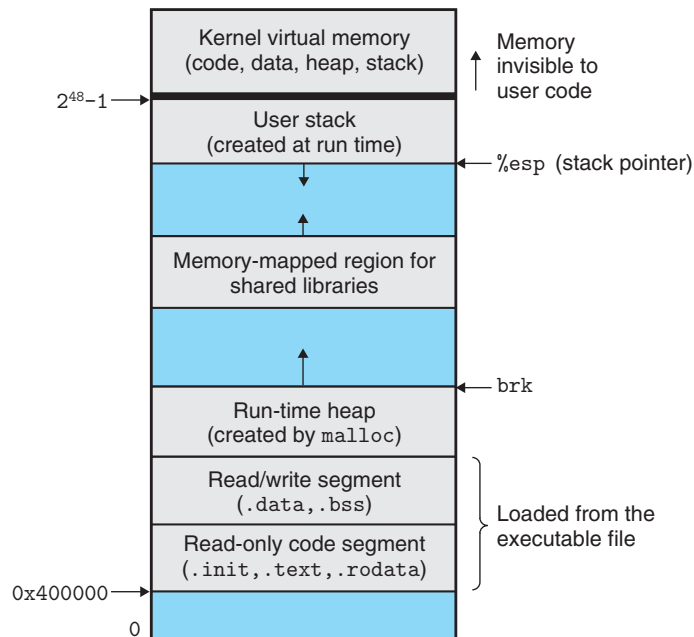 Kernel virtual memory
(code, data, heap, stack)
Memory
invisible to
user code
2⁴⁸-1
User stack
(created at run time)
%esp (stack pointer)
Memory-mapped region for
shared libraries
brk
Run-time heap
(created by malloc)
Read/write segment
(.data,.bss)
Loaded from the
executable file
Read-only code segment
(.init,.text,.rodata)
0x400000
0